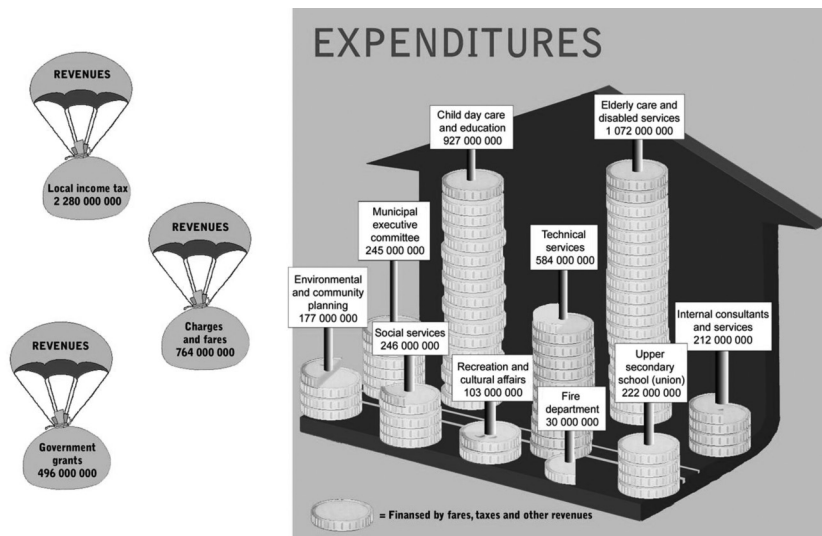 REVENUES
Local income tax
2 280 000 000
REVENUES
Charges
and fares
764 000 000
REVENUES
Government
grants
496 000 000
EXPENDITURES
Child day care
and education
927 000 000
Elderly care and
disabled services
1 072 000 000
Municipal
executive
committee
245 000 000
Technical
services
584 000 000
Environmental
and community
planning
177 000 000
Social services
246 000 000
Recreation and
cultural affairs
103 000 000
Fire
department
30 000 000
Upper
secondary
school (union)
222 000 000
Internal consultants
and services
212 000 000
= Finansed by fares, taxes and other revenues